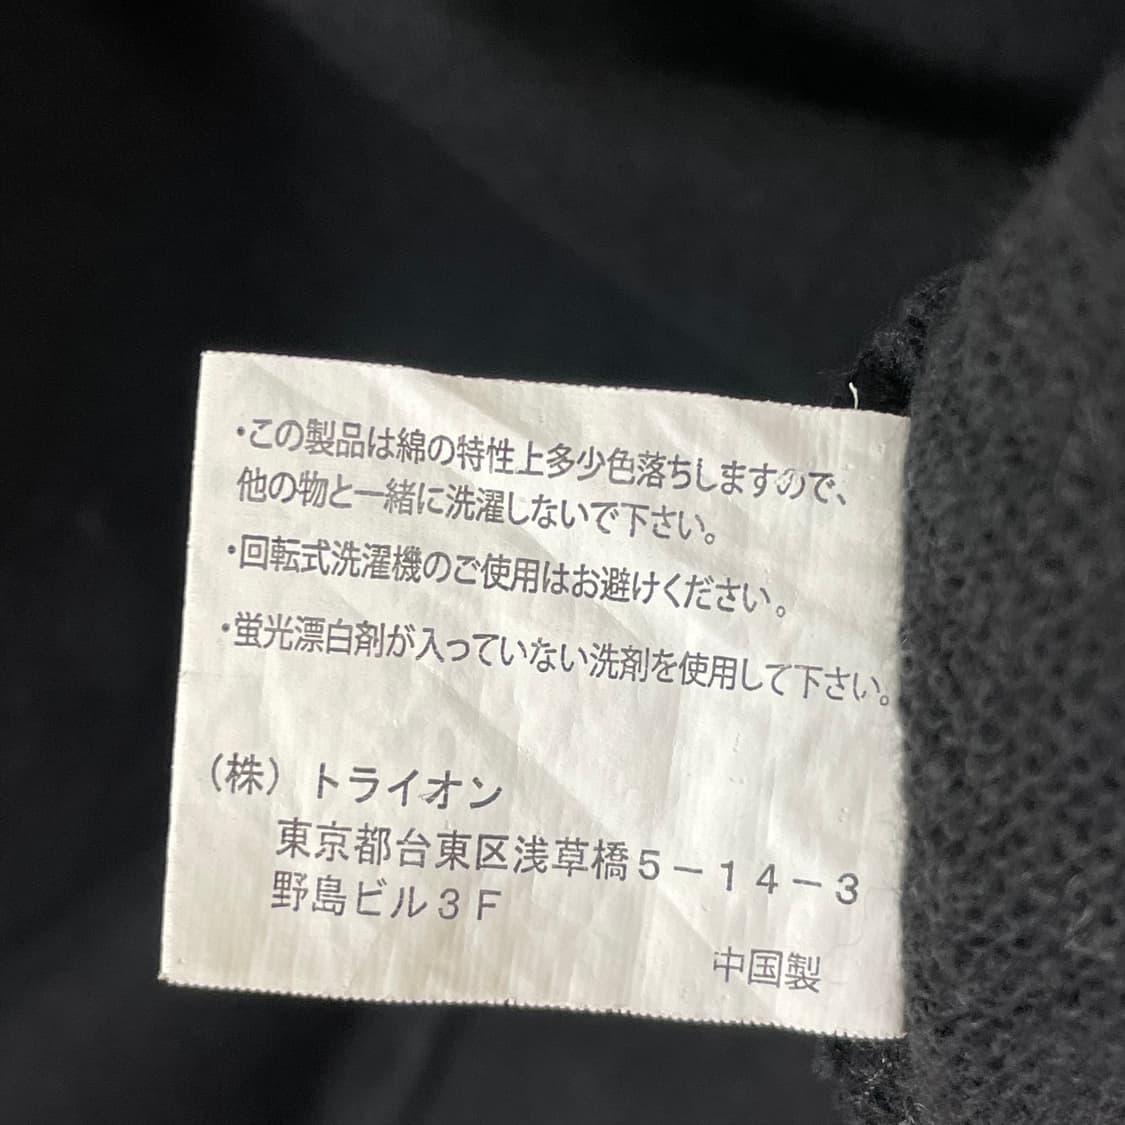 ・この製品は綿の特性上多少色落ちしますので、
他の物と一緒に洗濯しないで下さい。
・回転式洗濯機のご使用はお避けください。
・蛍光漂白剤が入っていない洗剤を使用して下さい。
（株）トライオン
東京都台東区浅草橋５－１４－３
野島ビル３Ｆ
中国製